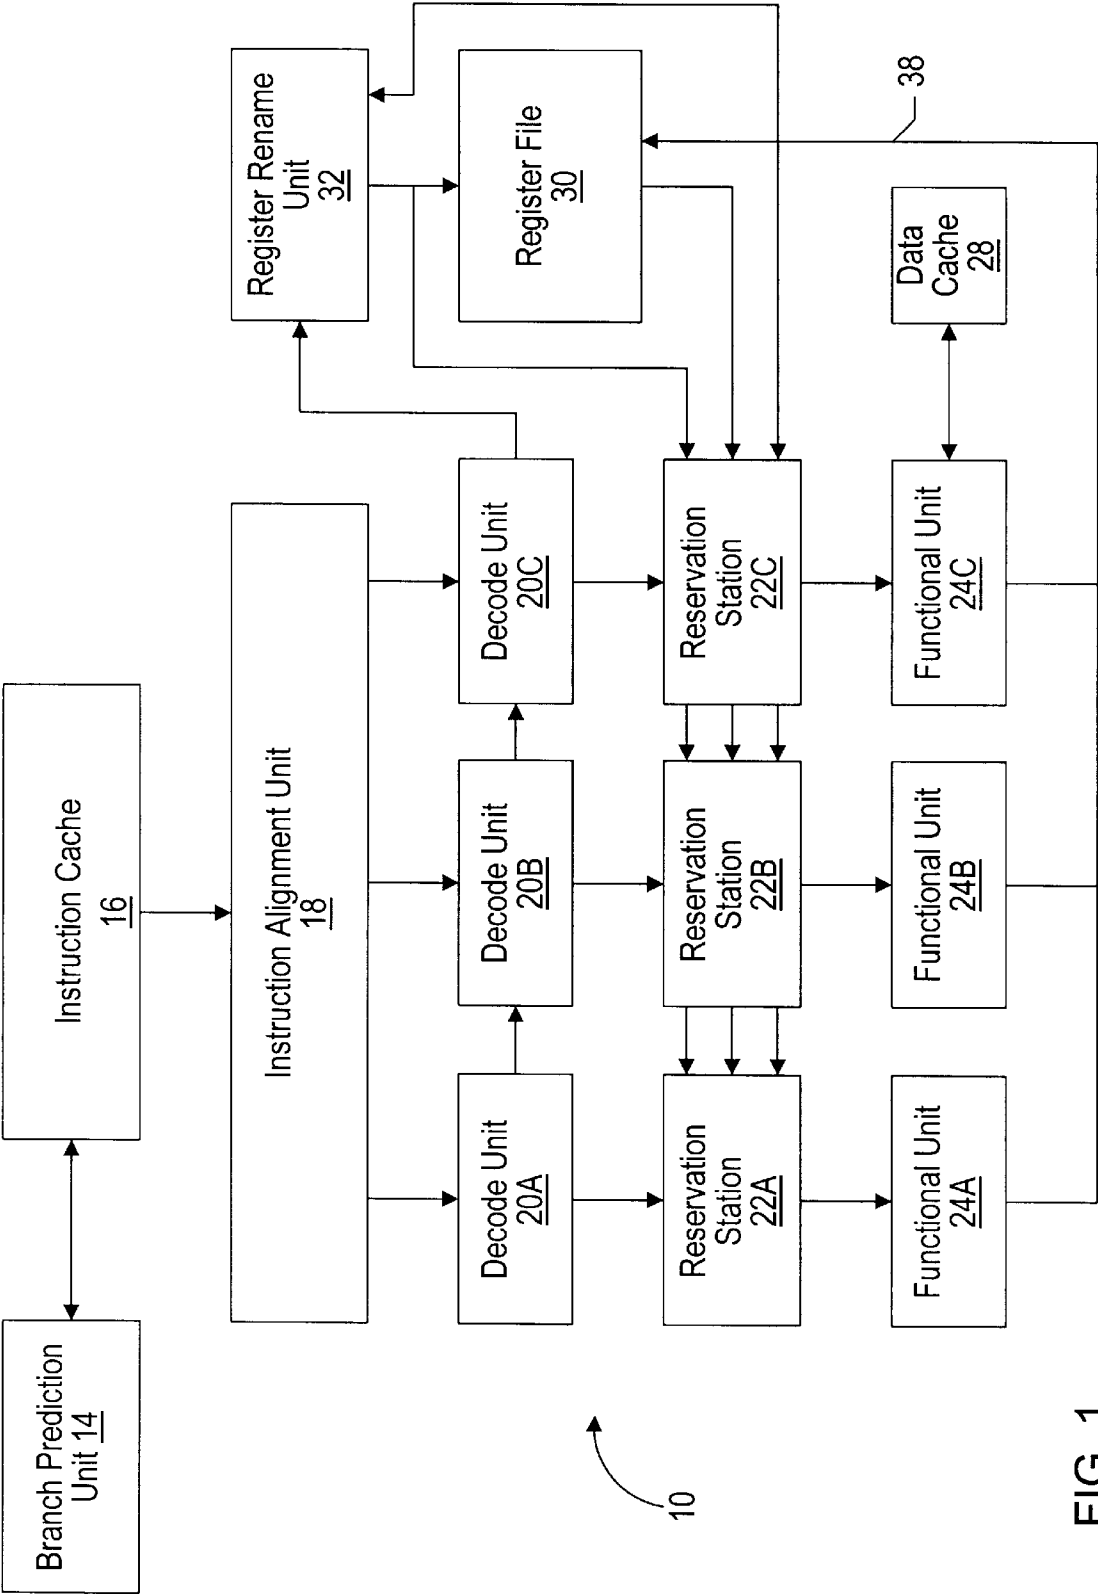 Branch Prediction
Unit 14
Instruction Cache
16
Instruction Alignment Unit
18
Register Rename
Unit
32
Decode Unit
20A
Decode Unit
20B
Decode Unit
20C
Register File
30
Reservation
Station
22A
Reservation
Station
22B
Reservation
Station
22C
Functional Unit
24A
Functional Unit
24B
Functional Unit
24C
Data
Cache
28
38
10
FIG. 1